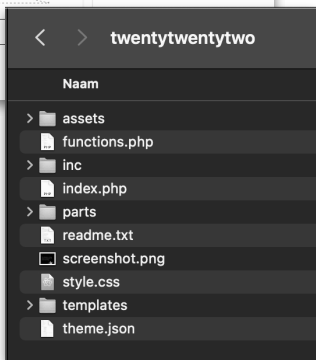 twentytwentytwo
Naam
assets
functions.php
inc
index.php
parts
readme.txt
screenshot.png
style.css
templates
theme.json